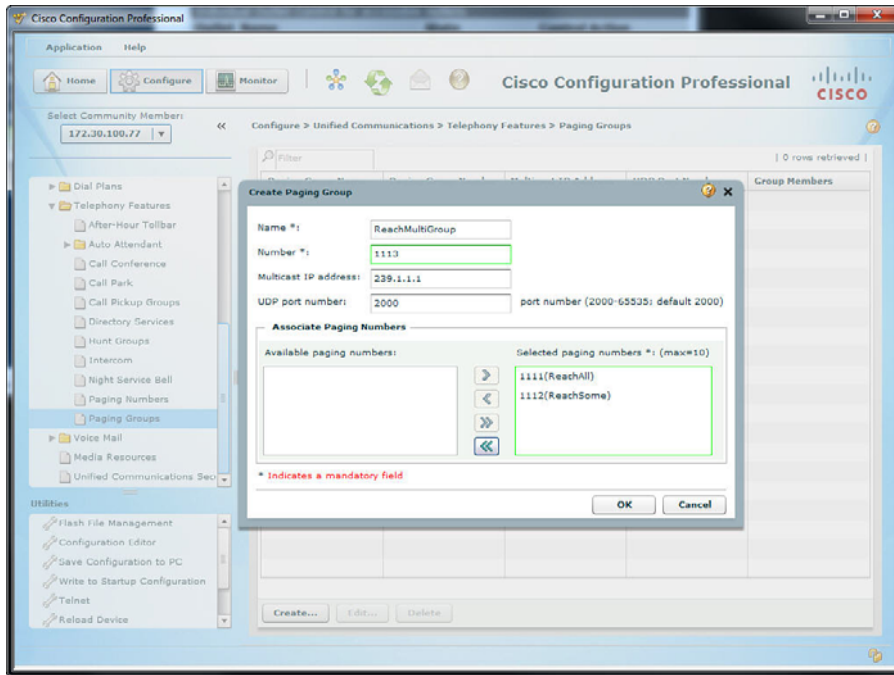 Cisco Configuration Professional
Application Help
Home Configure Monitor Cisco Configuration Professional CISCO
Select Community Member:
172.30.100.77
Configure > Unified Communications > Telephony Features > Paging Groups
Filter
| 0 rows retrieved |
Group Members
Dial Plans
Telephony Features
After-Hour Tollbar
Auto Attendant
Call Conference
Call Park
Call Pickup Groups
Directory Services
Hunt Groups
Intercom
Night Service Bell
Paging Numbers
Paging Groups
Voice Mail
Media Resources
Unified Communications Sec
Utilities
Flash File Management
Configuration Editor
Save Configuration to PC
Write to Startup Configuration
Telnet
Reload Device
Create Paging Group
Name *: ReachMultiGroup
Number *: 1113
Multicast IP address: 239.1.1.1
UDP port number: 2000 port number (2000-65535: default 2000)
Associate Paging Numbers
Available paging numbers:
Selected paging numbers *: (max=10)
1111(ReachAll)
1112(ReachSome)
* Indicates a mandatory field
OK Cancel
Create... Edit... Delete